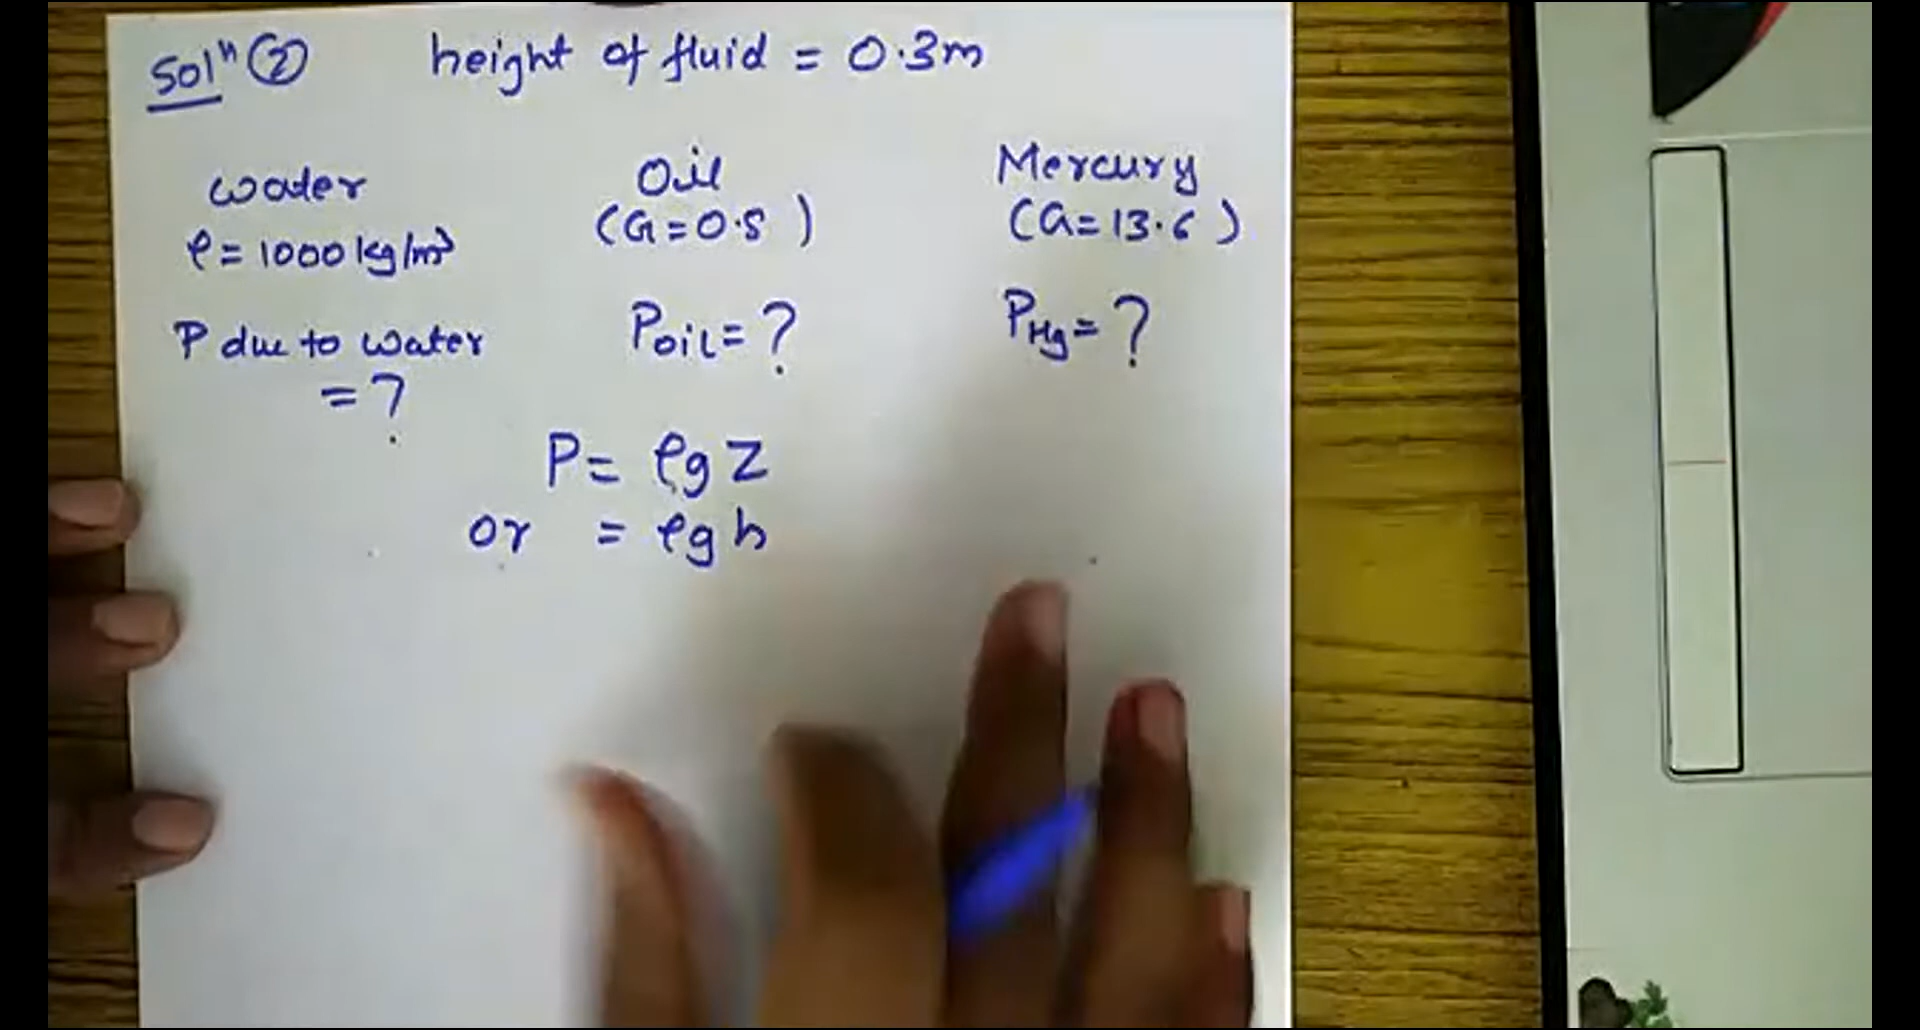 Solⁿ ② height of fluid = 0.3m
water Oil Mercury
ρ = 1000 kg/m³ (G = 0.8) (G = 13.6)
P due to water = ? P_oil = ? P_Hg = ?
P = ρgZ
or = ρgh